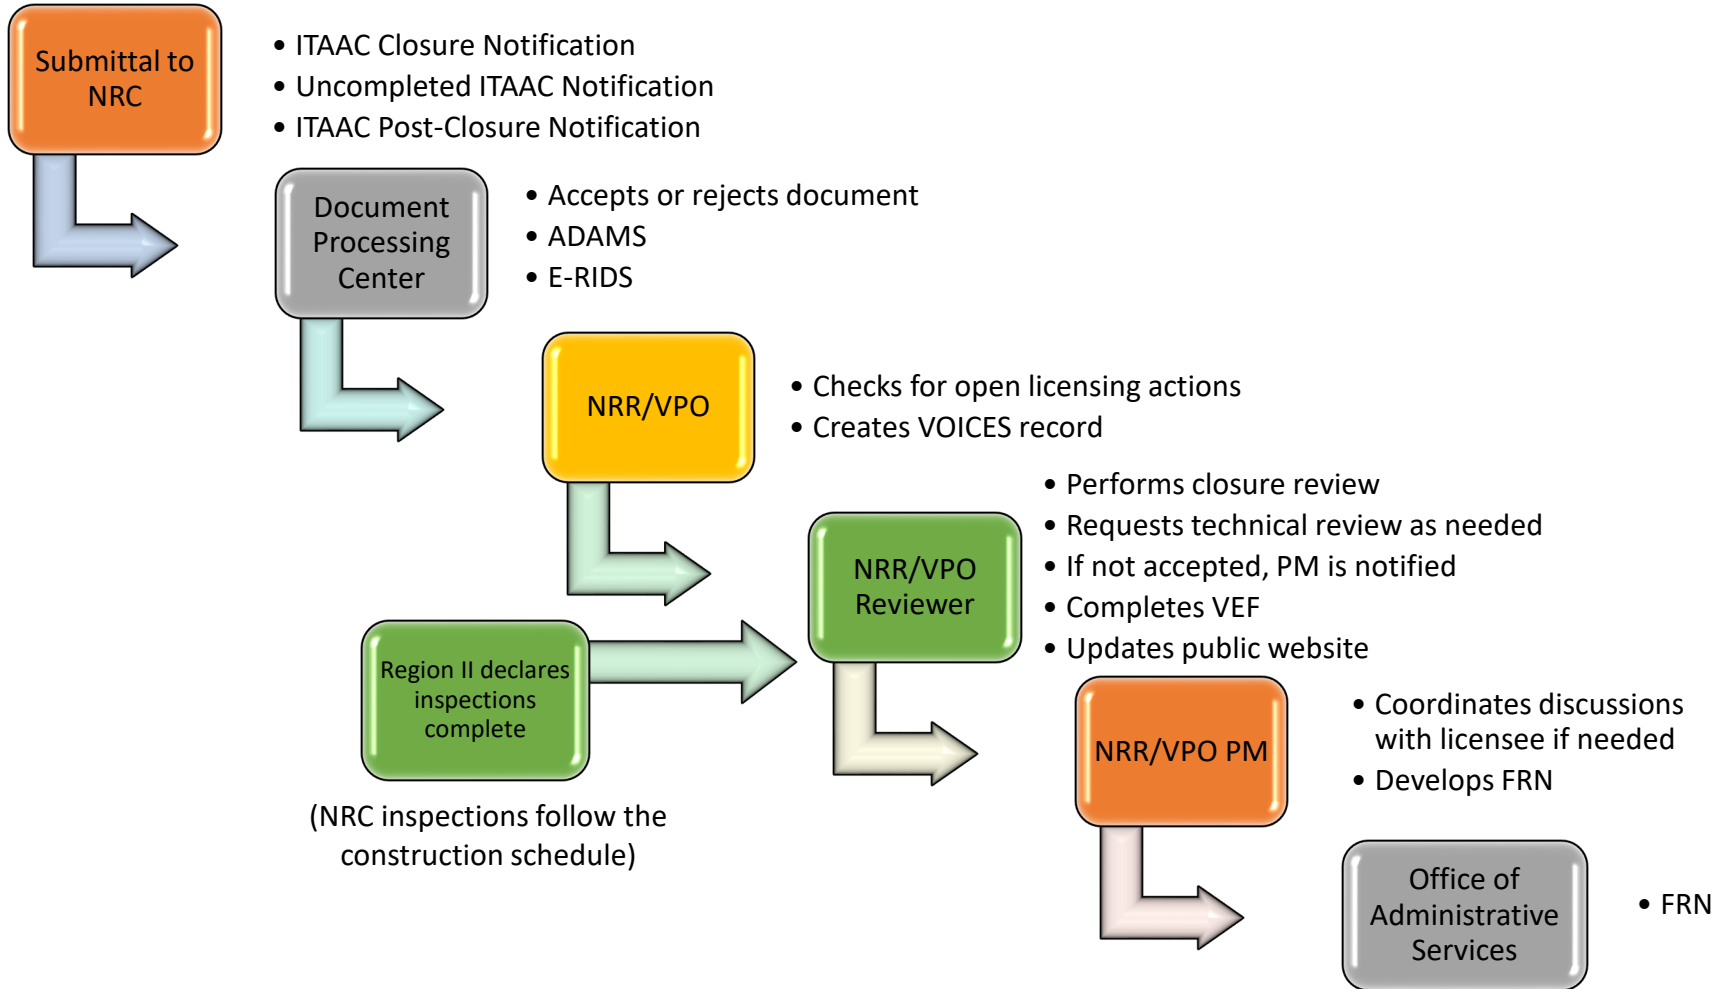 Submittal to
NRC
• ITAAC Closure Notification
• Uncompleted ITAAC Notification
• ITAAC Post-Closure Notification
Document
Processing
Center
• Accepts or rejects document
• ADAMS
• E-RIDS
NRR/VPO
• Checks for open licensing actions
• Creates VOICES record
NRR/VPO
Reviewer
• Performs closure review
• Requests technical review as needed
• If not accepted, PM is notified
• Completes VEF
• Updates public website
Region II declares
inspections
complete
(NRC inspections follow the
construction schedule)
NRR/VPO PM
• Coordinates discussions
with licensee if needed
• Develops FRN
Office of
Administrative
Services
• FRN